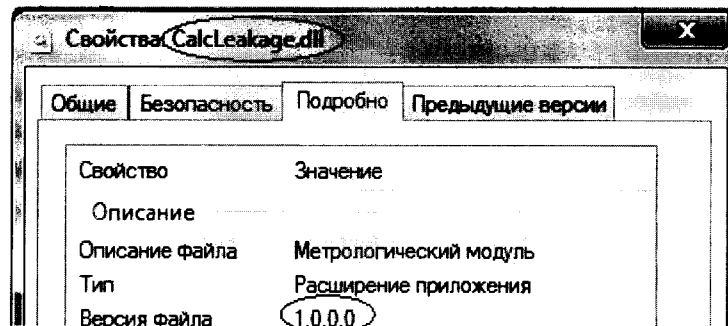 Свойства: CalcLeakage.dll
Общие Безопасность Подробно Предыдущие версии
Свойство Значение
Описание
Описание файла Метрологический модуль
Тип Расширение приложения
Версия файла 1.0.0.0